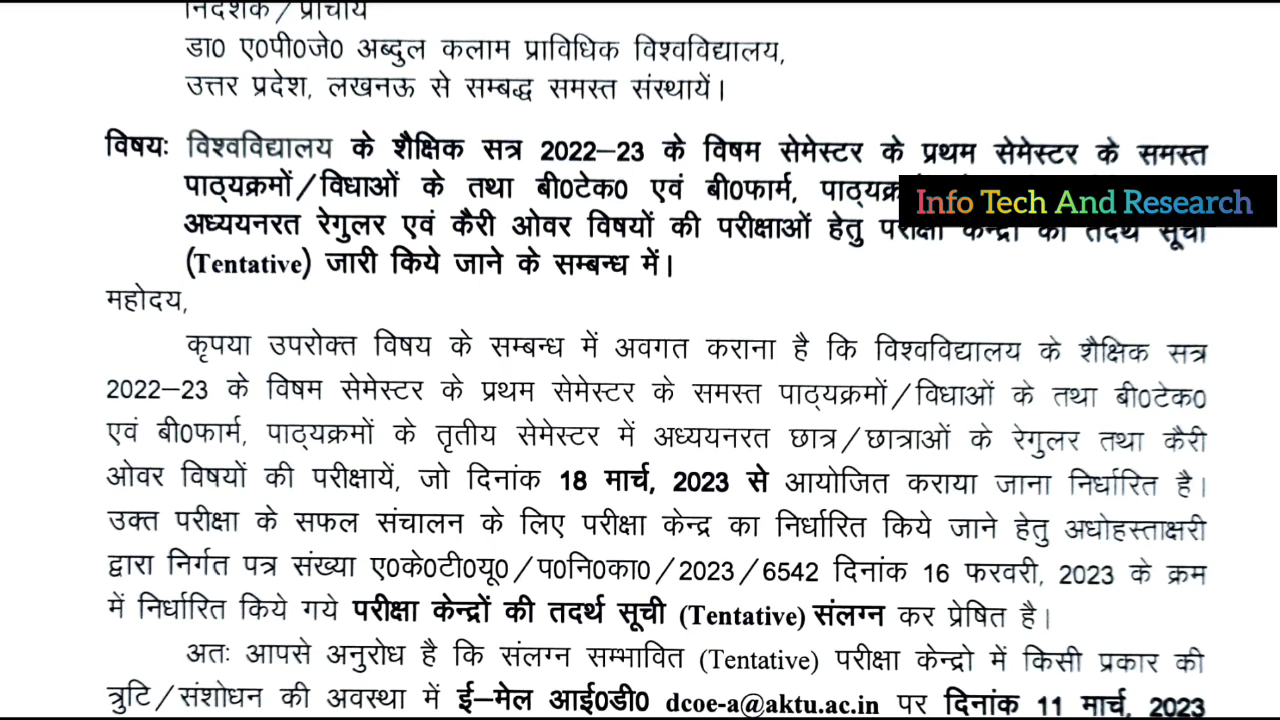 निदेशक/प्राचार्य
डा0 ए0पी0जे0 अब्दुल कलाम प्राविधिक विश्वविद्यालय,
उत्तर प्रदेश, लखनऊ से सम्बद्ध समस्त संस्थायें।
विषयः विश्वविद्यालय के शैक्षिक सत्र 2022–23 के विषम सेमेस्टर के प्रथम सेमेस्टर के समस्त
पाठ्यक्रमों/विधाओं के तथा बी0टेक0 एवं बी0फार्म, पाठ्यक्रमों
Info Tech And Research
अध्ययनरत रेगुलर एवं कैरी ओवर विषयों की परीक्षाओं हेतु परीक्षा केन्द्रों की तदर्थ सूची
(Tentative) जारी किये जाने के सम्बन्ध में।
महोदय,
कृपया उपरोक्त विषय के सम्बन्ध में अवगत कराना है कि विश्वविद्यालय के शैक्षिक सत्र
2022–23 के विषम सेमेस्टर के प्रथम सेमेस्टर के समस्त पाठ्यक्रमों/विधाओं के तथा बी0टेक0
एवं बी0फार्म, पाठ्यक्रमों के तृतीय सेमेस्टर में अध्ययनरत छात्र/छात्राओं के रेगुलर तथा कैरी
ओवर विषयों की परीक्षायें, जो दिनांक 18 मार्च, 2023 से आयोजित कराया जाना निर्धारित है।
उक्त परीक्षा के सफल संचालन के लिए परीक्षा केन्द्र का निर्धारित किये जाने हेतु अधोहस्ताक्षरी
द्वारा निर्गत पत्र संख्या ए0के0टी0यू0/प0नि0का0/2023/6542 दिनांक 16 फरवरी, 2023 के क्रम
में निर्धारित किये गये परीक्षा केन्द्रों की तदर्थ सूची (Tentative) संलग्न कर प्रेषित है।
अतः आपसे अनुरोध है कि संलग्न सम्भावित (Tentative) परीक्षा केन्द्रो में किसी प्रकार की
त्रुटि/संशोधन की अवस्था में ई–मेल आई0डी0 dcoe-a@aktu.ac.in पर दिनांक 11 मार्च, 2023